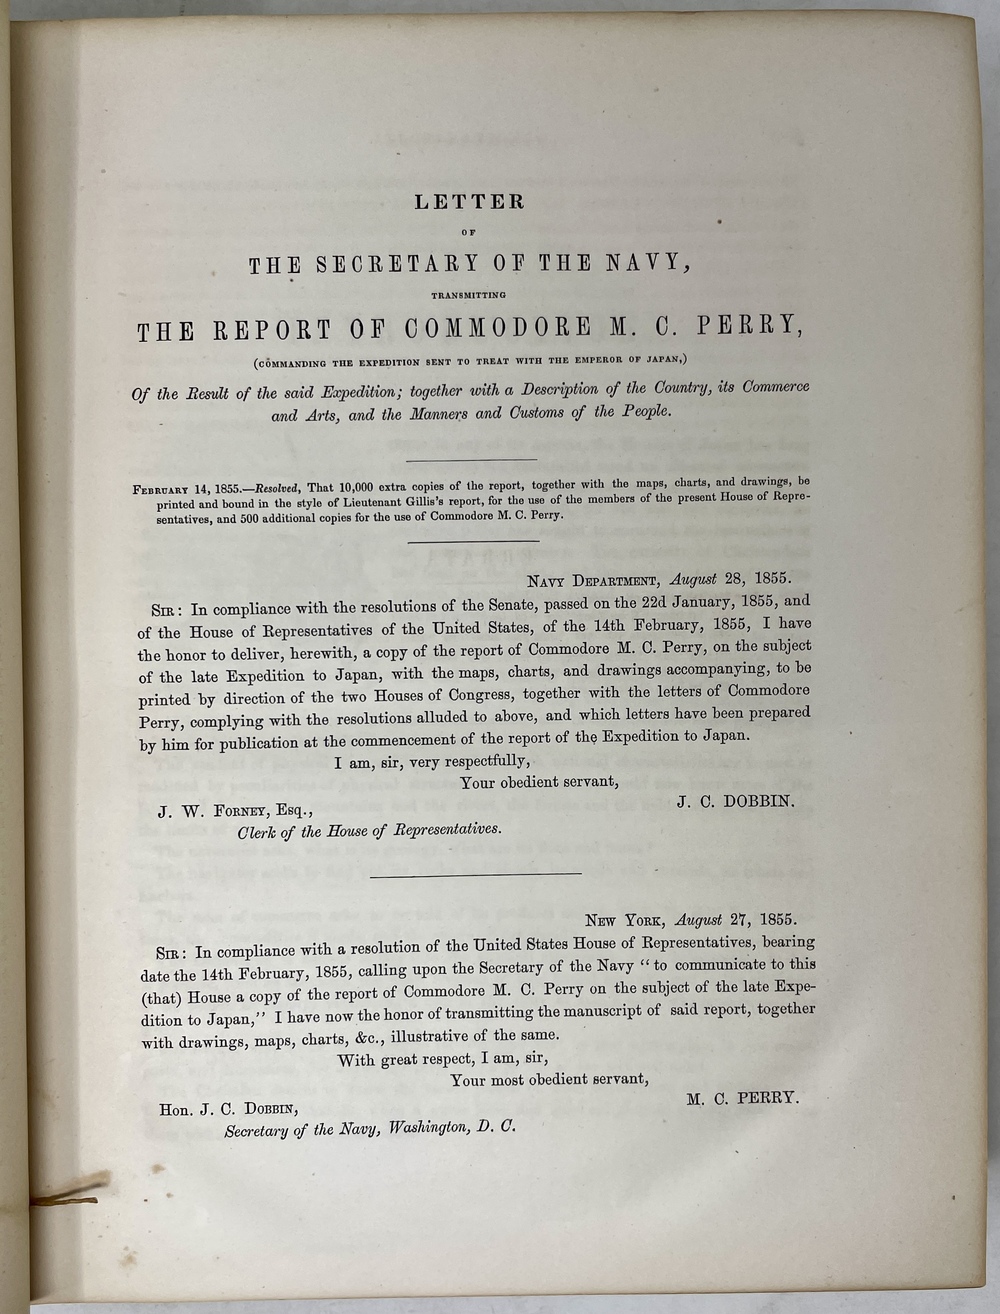 LETTER
OF
THE SECRETARY OF THE NAVY,
TRANSMITTING
THE REPORT OF COMMODORE M. C. PERRY,
(COMMANDING THE EXPEDITION SENT TO TREAT WITH THE EMPEROR OF JAPAN,)
Of the Result of the said Expedition; together with a Description of the Country, its Commerce
and Arts, and the Manners and Customs of the People.
FEBRUARY 14, 1855.—Resolved, That 10,000 extra copies of the report, together with the maps, charts, and drawings, be
printed and bound in the style of Lieutenant Gillis's report, for the use of the members of the present House of Repre-
sentatives, and 500 additional copies for the use of Commodore M. C. Perry.
NAVY DEPARTMENT, August 28, 1855.
SIR: In compliance with the resolutions of the Senate, passed on the 22d January, 1855, and
of the House of Representatives of the United States, of the 14th February, 1855, I have
the honor to deliver, herewith, a copy of the report of Commodore M. C. Perry, on the subject
of the late Expedition to Japan, with the maps, charts, and drawings accompanying, to be
printed by direction of the two Houses of Congress, together with the letters of Commodore
Perry, complying with the resolutions alluded to above, and which letters have been prepared
by him for publication at the commencement of the report of the Expedition to Japan.
I am, sir, very respectfully,
Your obedient servant,
J. C. DOBBIN.
J. W. FORNEY, Esq.,
Clerk of the House of Representatives.
NEW YORK, August 27, 1855.
SIR: In compliance with a resolution of the United States House of Representatives, bearing
date the 14th February, 1855, calling upon the Secretary of the Navy "to communicate to this
(that) House a copy of the report of Commodore M. C. Perry on the subject of the late Expe-
dition to Japan," I have now the honor of transmitting the manuscript of said report, together
with drawings, maps, charts, &c., illustrative of the same.
With great respect, I am, sir,
Your most obedient servant,
M. C. PERRY.
Hon. J. C. DOBBIN,
Secretary of the Navy, Washington, D. C.